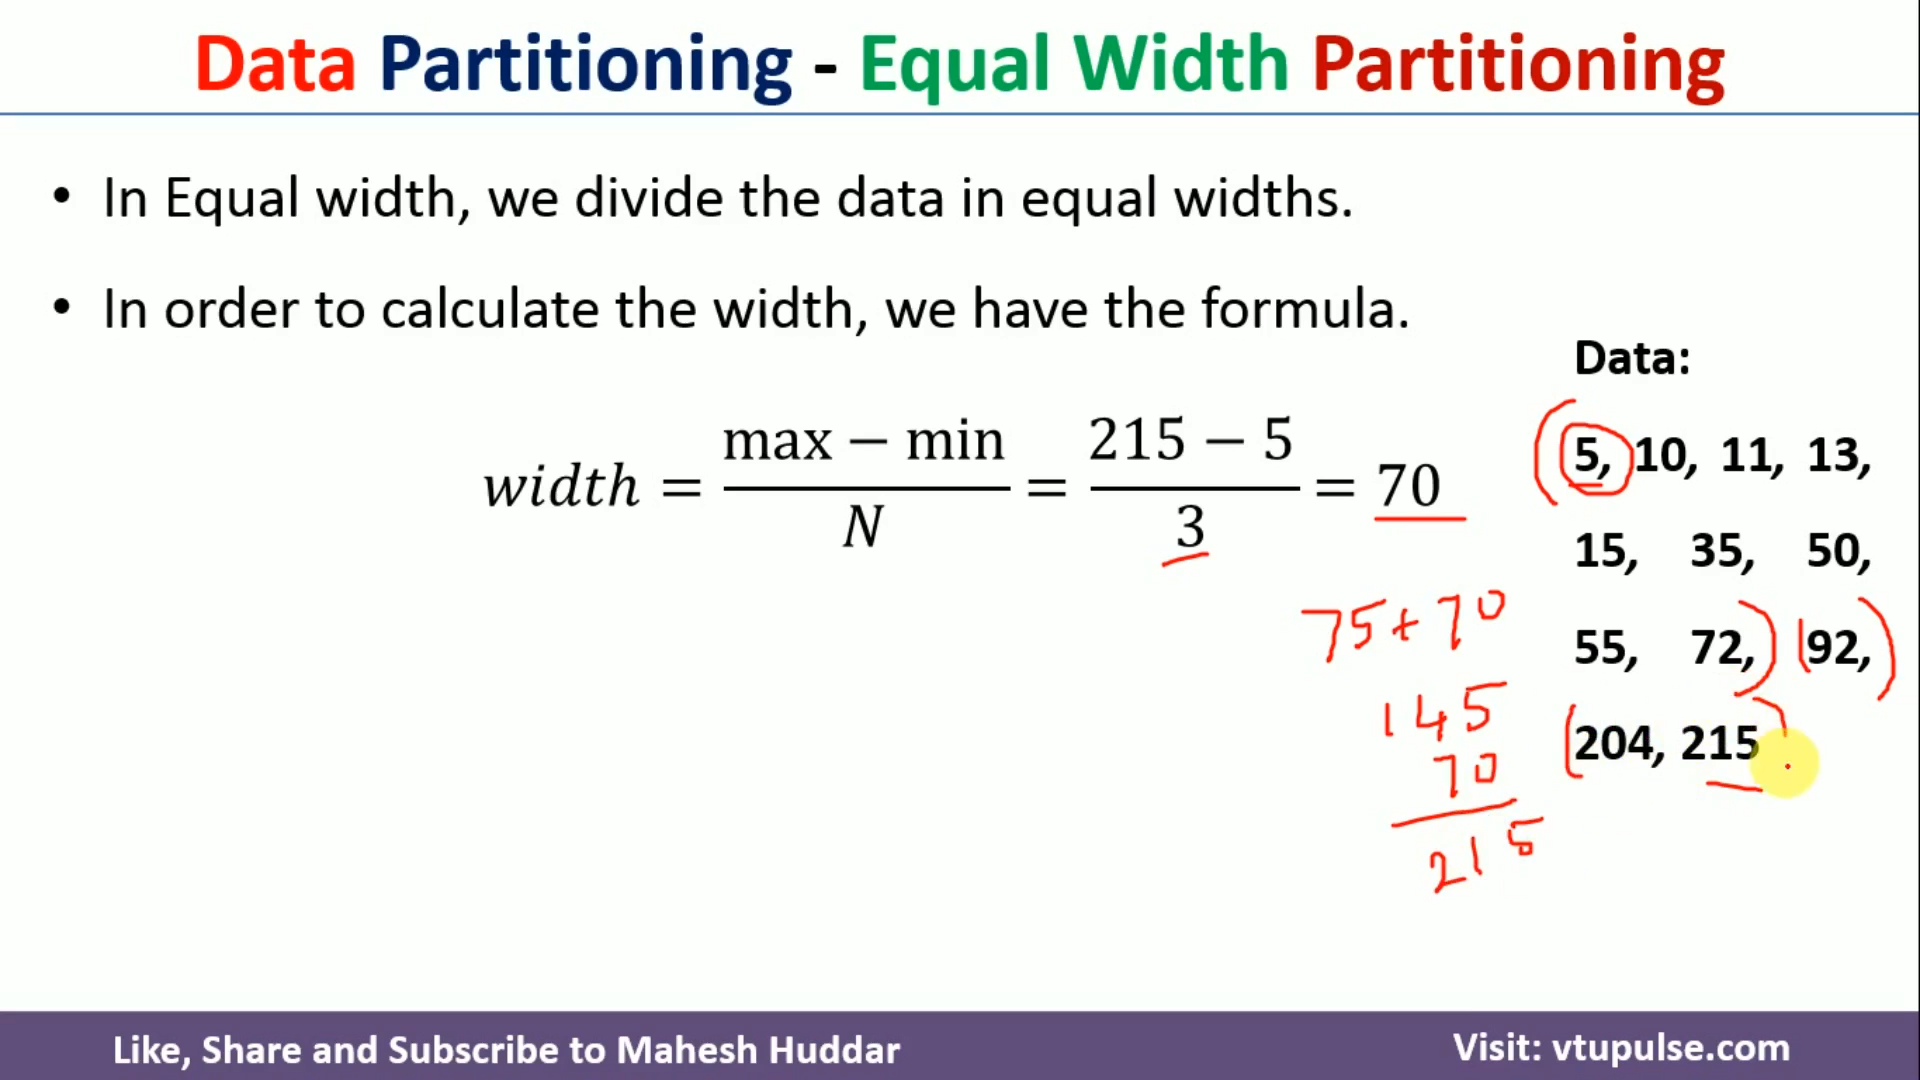 Data Partitioning - Equal Width Partitioning
• In Equal width, we divide the data in equal widths.
• In order to calculate the width, we have the formula.
width = max − min / N = 215 − 5 / 3 = 70
Data:
5, 10, 11, 13,
15, 35, 50,
55, 72, 92,
204, 215
75+70
145
70
215
Like, Share and Subscribe to Mahesh Huddar
Visit: vtupulse.com